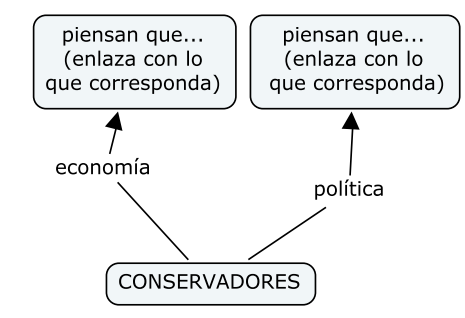 piensan que...
(enlaza con lo
que corresponda)
piensan que...
(enlaza con lo
que corresponda)
economía
política
CONSERVADORES